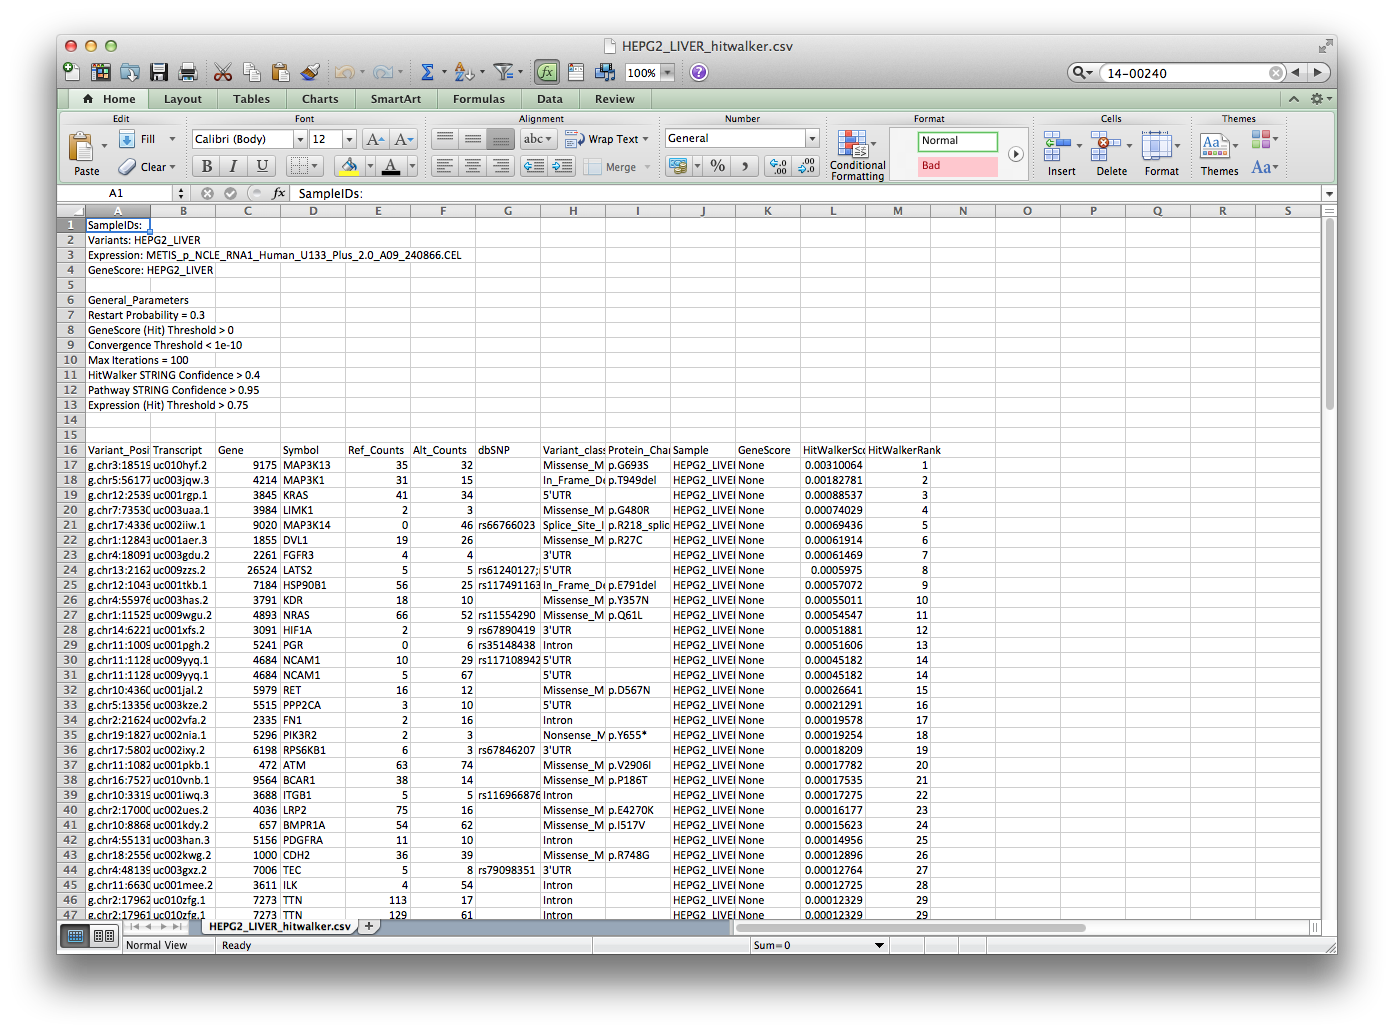 HEPG2_LIVER_hitwalker.csv
100% 14-00240
Home Layout Tables Charts SmartArt Formulas Data Review
Edit Font Alignment Number Format Cells Themes
Paste Fill Calibri (Body) 12 abc Wrap Text General Normal
Clear B I U Merge % Conditional Formatting Bad Insert Delete Format Themes Aa
A1 fx SampleIDs:
A B C D E F G H I J K L M N O P Q R S
1 SampleIDs:
2 Variants: HEPG2_LIVER
3 Expression: METIS_p_NCLE_RNA1_Human_U133_Plus_2.0_A09_240866.CEL
4 GeneScore: HEPG2_LIVER
5
6 General_Parameters
7 Restart Probability = 0.3
8 GeneScore (Hit) Threshold > 0
9 Convergence Threshold < 1e-10
10 Max Iterations = 100
11 HitWalker STRING Confidence > 0.4
12 Pathway STRING Confidence > 0.95
13 Expression (Hit) Threshold > 0.75
14
15
16 Variant_Posi Transcript Gene Symbol Ref_Counts Alt_Counts dbSNP Variant_class Protein_Cha Sample GeneScore HitWalkerSco HitWalkerRank
17 g.chr3:18519 uc010hyf.2 9175 MAP3K13 35 32 Missense_M p.G693S HEPG2_LIVE None 0.00310064 1
18 g.chr5:56177 uc003jqw.3 4214 MAP3K1 31 15 In_Frame_De p.T949del HEPG2_LIVE None 0.00182781 2
19 g.chr12:2539 uc001rgp.1 3845 KRAS 41 34 5'UTR HEPG2_LIVE None 0.00088537 3
20 g.chr7:73530 uc003uaa.1 3984 LIMK1 2 3 Missense_M p.G480R HEPG2_LIVE None 0.00074029 4
21 g.chr17:4336 uc002iiw.1 9020 MAP3K14 0 46 rs66766023 Splice_Site_I p.R218_splic HEPG2_LIVE None 0.00069436 5
22 g.chr1:12843 uc001aer.3 1855 DVL1 19 26 Missense_M p.R27C HEPG2_LIVE None 0.00061914 6
23 g.chr4:18091 uc003gdu.2 2261 FGFR3 4 4 3'UTR HEPG2_LIVE None 0.00061469 7
24 g.chr13:2162 uc009zzs.2 26524 LATS2 5 5 rs61240127; 5'UTR HEPG2_LIVE None 0.0005975 8
25 g.chr12:1043 uc001tkb.1 7184 HSP90B1 56 25 rs117491163 In_Frame_De p.E791del HEPG2_LIVE None 0.00057072 9
26 g.chr4:55976 uc003has.2 3791 KDR 18 10 Missense_M p.Y357N HEPG2_LIVE None 0.00055011 10
27 g.chr1:11525 uc009wgu.2 4893 NRAS 66 52 rs11554290 Missense_M p.Q61L HEPG2_LIVE None 0.00054547 11
28 g.chr14:6221 uc001xfs.2 3091 HIF1A 2 9 rs67890419 3'UTR HEPG2_LIVE None 0.00051881 12
29 g.chr11:1009 uc001pgh.2 5241 PGR 0 6 rs35148438 Intron HEPG2_LIVE None 0.00051606 13
30 g.chr11:1128 uc009yyq.1 4684 NCAM1 10 29 rs117108942 5'UTR HEPG2_LIVE None 0.00045182 14
31 g.chr11:1128 uc009yyq.1 4684 NCAM1 5 67 5'UTR HEPG2_LIVE None 0.00045182 14
32 g.chr10:4360 uc001jal.2 5979 RET 16 12 Missense_M p.D567N HEPG2_LIVE None 0.00026641 15
33 g.chr5:13356 uc003kze.2 5515 PPP2CA 3 10 5'UTR HEPG2_LIVE None 0.00021291 16
34 g.chr2:21624 uc002vfa.2 2335 FN1 2 16 Intron HEPG2_LIVE None 0.00019578 17
35 g.chr19:1827 uc002nia.1 5296 PIK3R2 2 3 Nonsense_M p.Y655* HEPG2_LIVE None 0.00019254 18
36 g.chr17:5802 uc002ixy.2 6198 RPS6KB1 6 3 rs67846207 3'UTR HEPG2_LIVE None 0.00018209 19
37 g.chr11:1082 uc001pkb.1 472 ATM 63 74 Missense_M p.V2906I HEPG2_LIVE None 0.00017782 20
38 g.chr16:7527 uc010vnb.1 9564 BCAR1 38 14 Missense_M p.P186T HEPG2_LIVE None 0.00017535 21
39 g.chr10:3319 uc001iwq.3 3688 ITGB1 5 5 rs116966876 Intron HEPG2_LIVE None 0.00017275 22
40 g.chr2:17000 uc002ues.2 4036 LRP2 75 16 Missense_M p.E4270K HEPG2_LIVE None 0.00016177 23
41 g.chr10:8868 uc001kdy.2 657 BMPR1A 54 62 Missense_M p.I517V HEPG2_LIVE None 0.00015623 24
42 g.chr4:55131 uc003han.3 5156 PDGFRA 11 10 Intron HEPG2_LIVE None 0.00014956 25
43 g.chr18:2556 uc002kwg.2 1000 CDH2 36 39 Missense_M p.R748G HEPG2_LIVE None 0.00012896 26
44 g.chr4:48139 uc003gxz.2 7006 TEC 5 8 rs79098351 3'UTR HEPG2_LIVE None 0.00012764 27
45 g.chr11:6630 uc001mee.2 3611 ILK 4 54 Intron HEPG2_LIVE None 0.00012725 28
46 g.chr2:17962 uc010zfg.1 7273 TTN 113 17 Intron HEPG2_LIVE None 0.00012329 29
47 g.chr2:17961 uc010zfg.1 7273 TTN 129 61 Intron HEPG2_LIVE None 0.00012329 29
HEPG2_LIVER_hitwalker.csv
Normal View Ready Sum=0